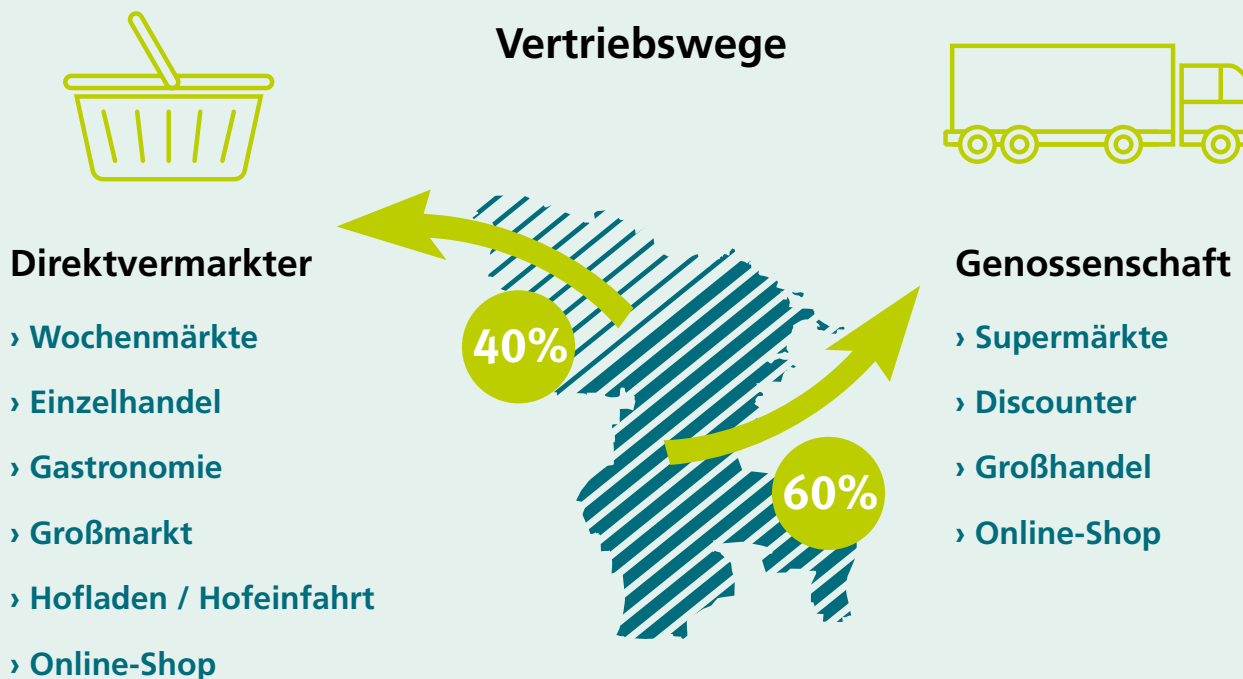 Vertriebswege
Direktvermarkter
› Wochenmärkte
› Einzelhandel
› Gastronomie
› Großmarkt
› Hofladen / Hofeinfahrt
› Online-Shop
40%
60%
Genossenschaft
› Supermärkte
› Discounter
› Großhandel
› Online-Shop